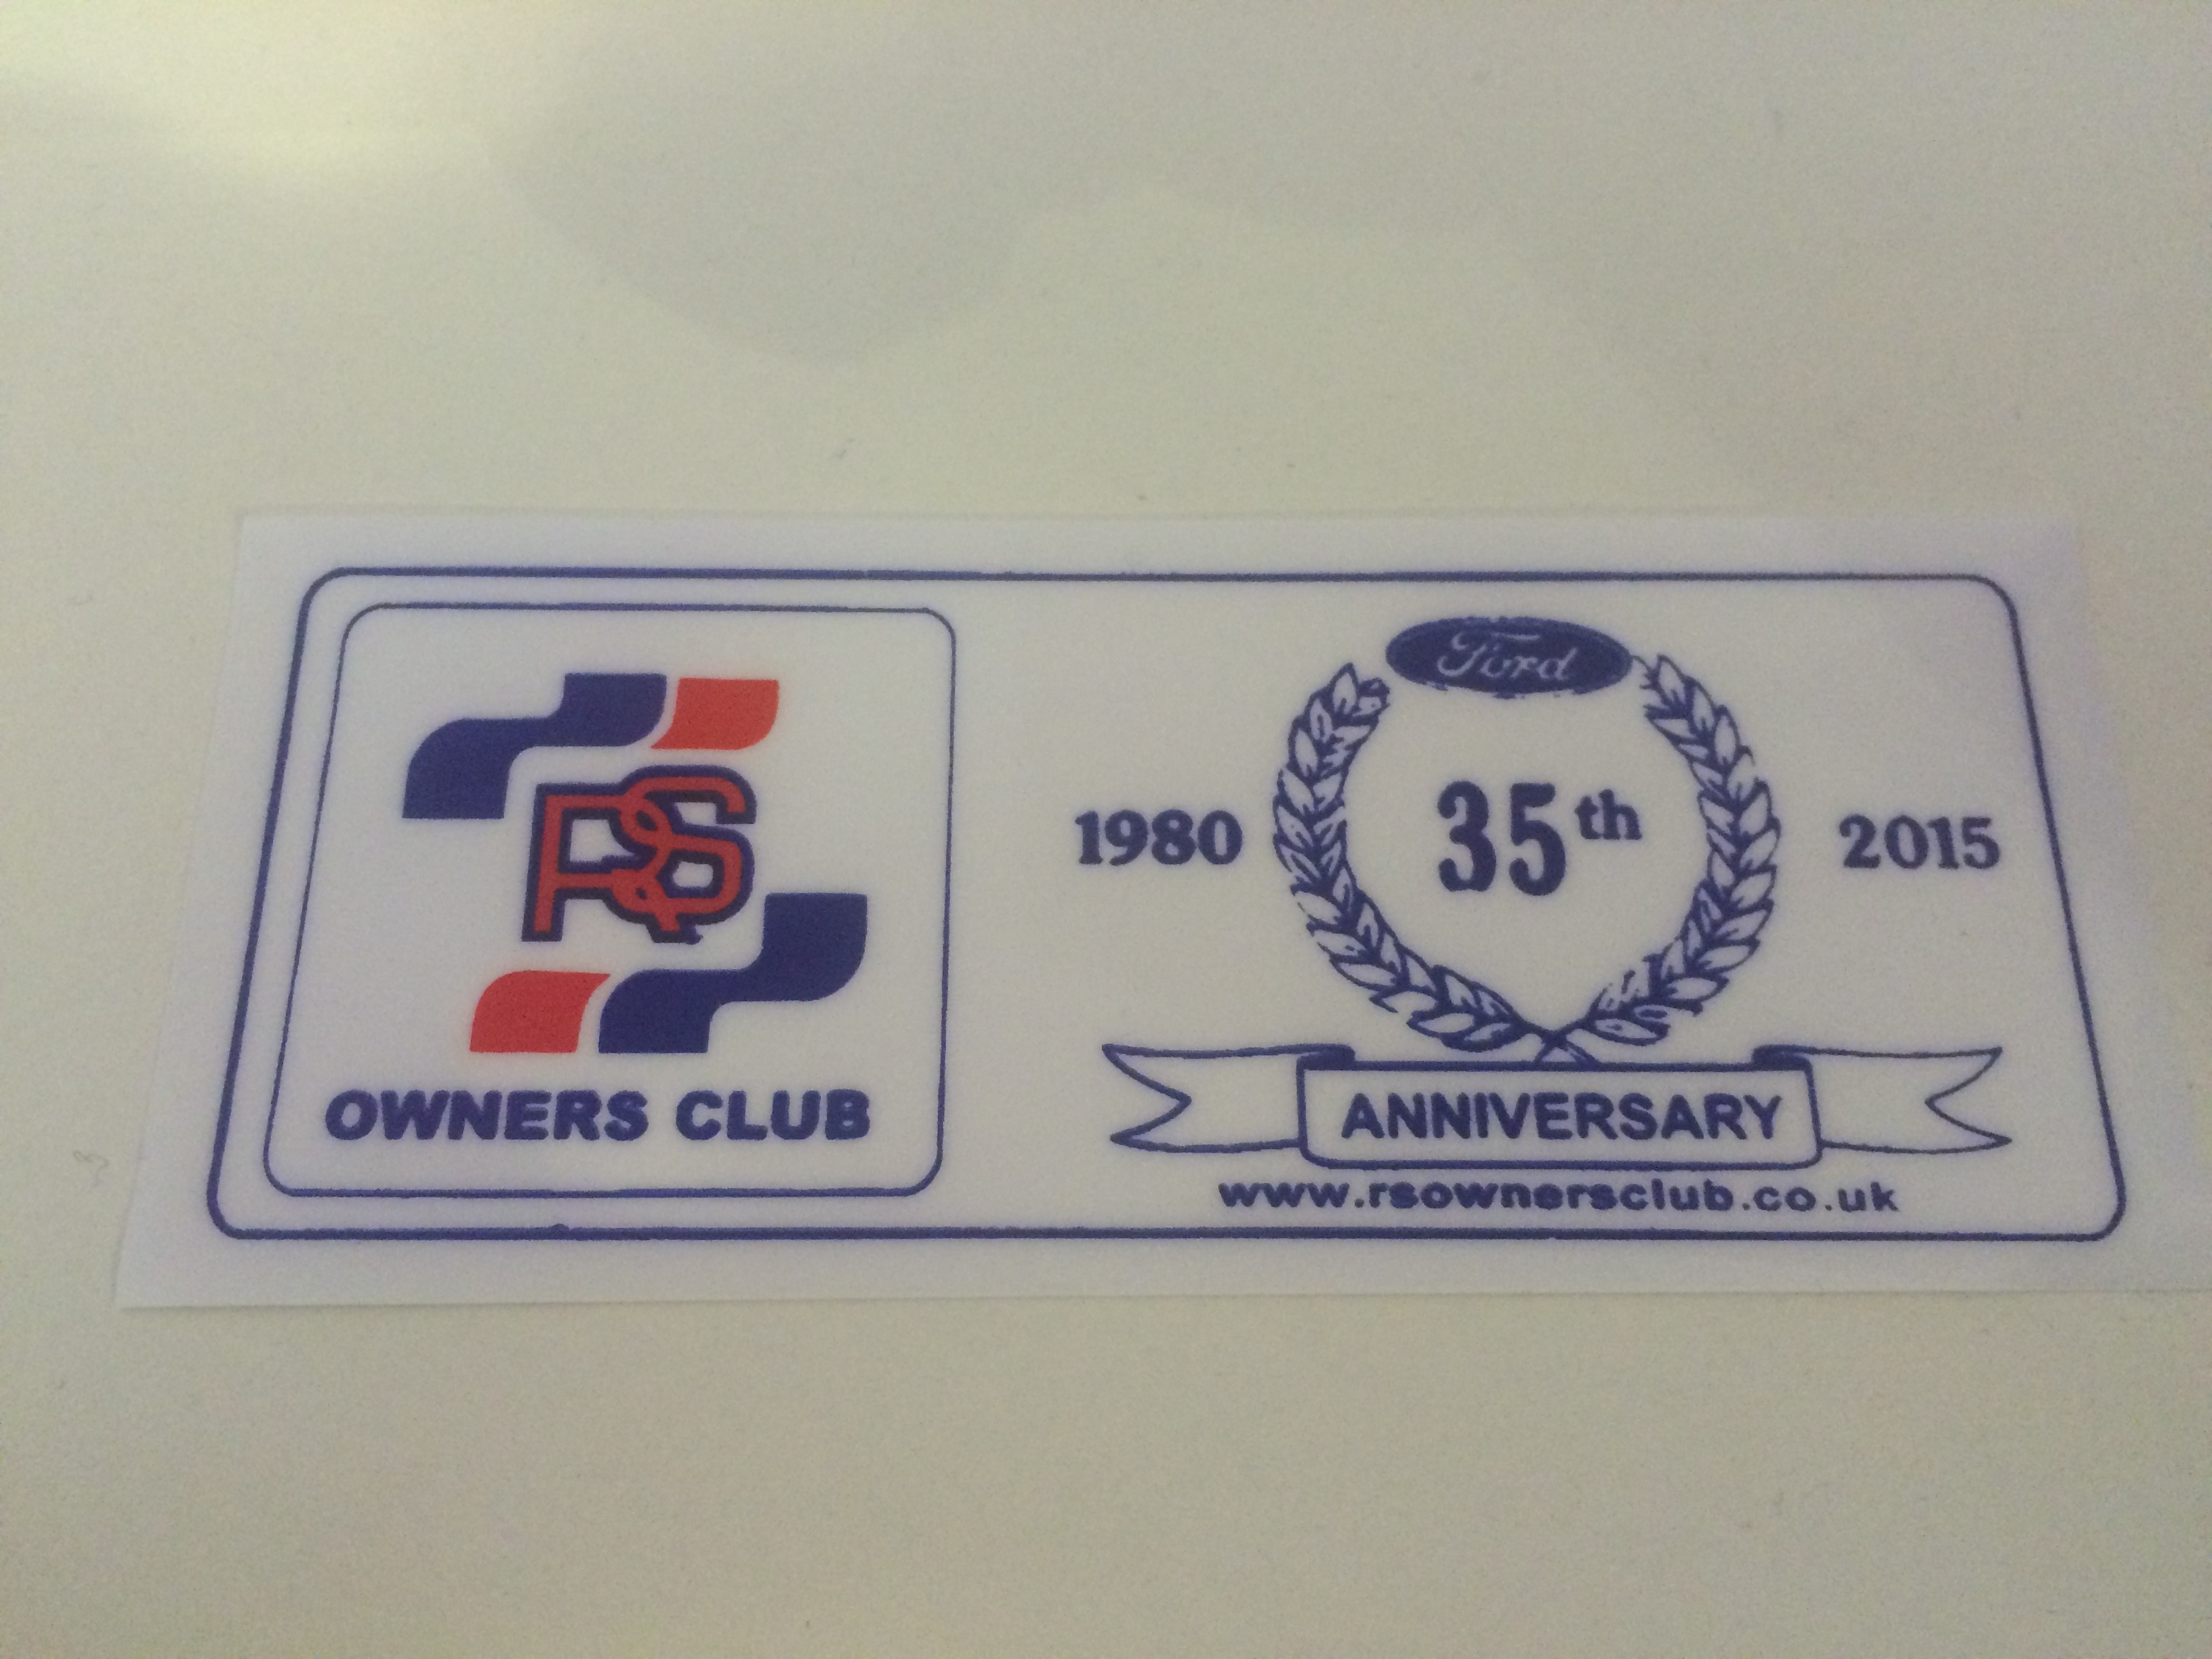 RS
OWNERS CLUB
Ford
1980 35th 2015
ANNIVERSARY
www.rsownersclub.co.uk